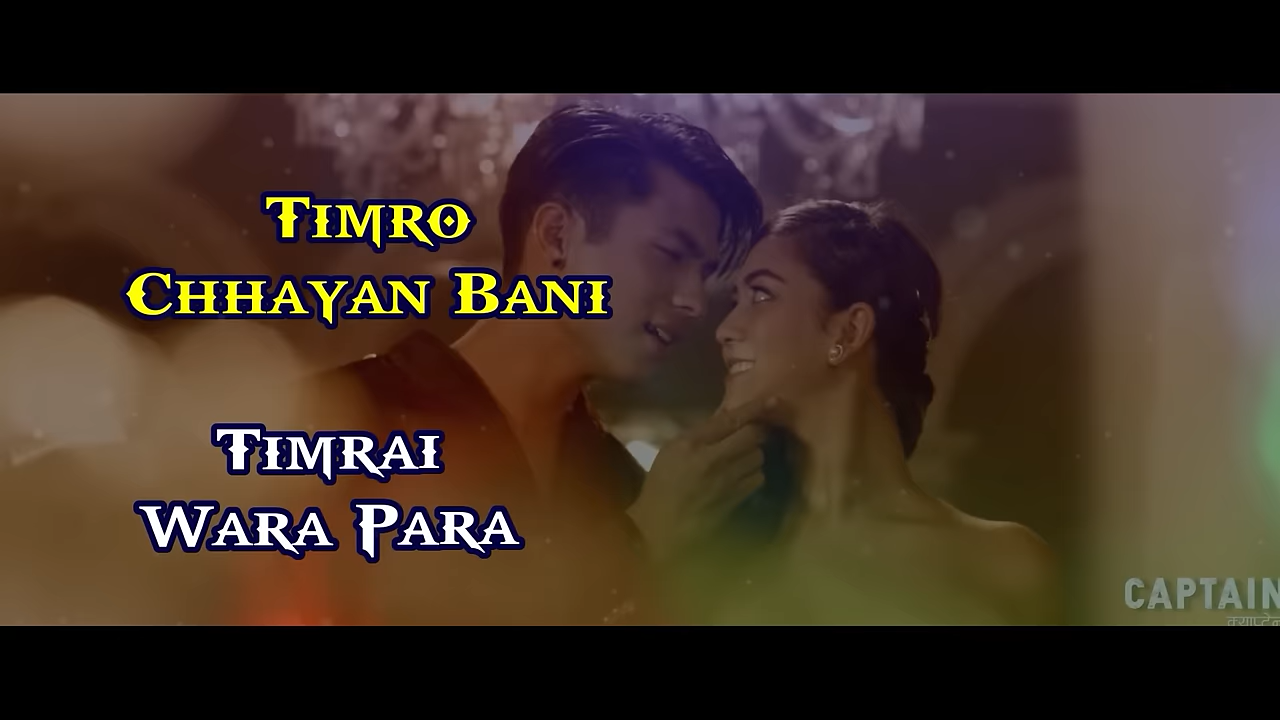 Timro
Chhayan Bani
Timrai
Wara Para
CAPTAIN
क्याप्टेन